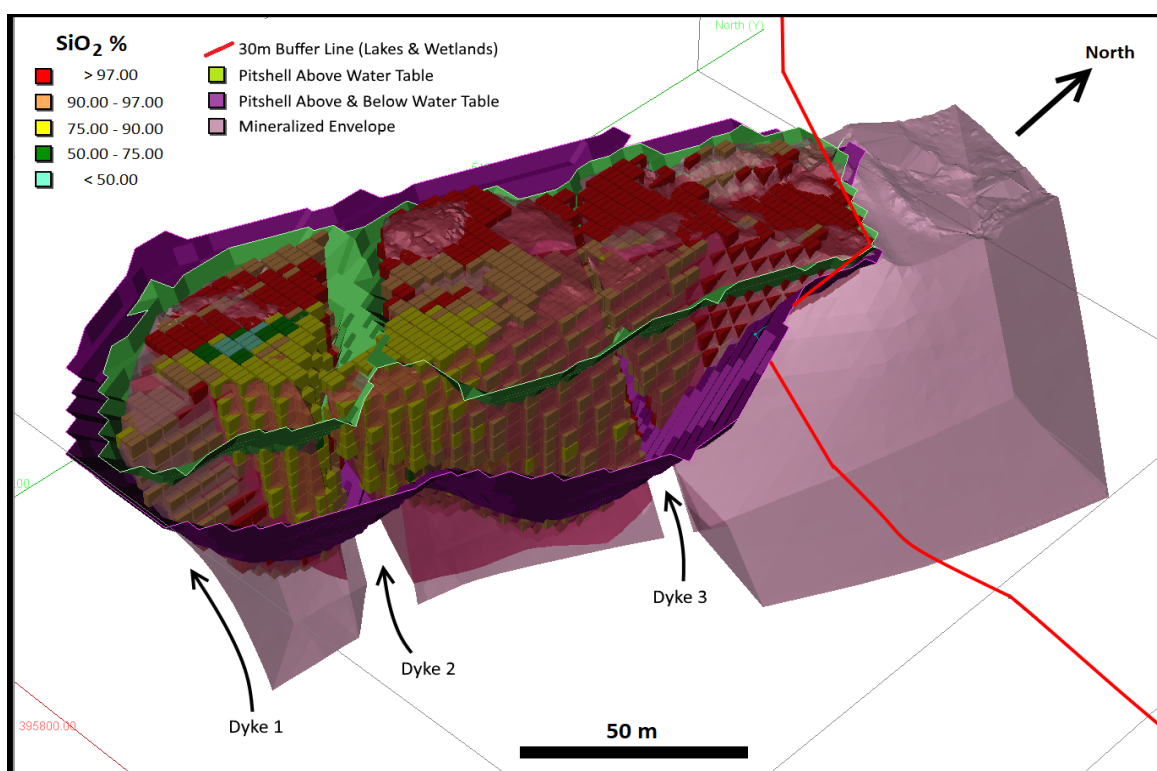 SiO2 %
> 97.00
90.00 - 97.00
75.00 - 90.00
50.00 - 75.00
< 50.00
30m Buffer Line (Lakes & Wetlands)
Pitshell Above Water Table
Pitshell Above & Below Water Table
Mineralized Envelope
North (Y)
North
00
Dyke 3
Dyke 2
Dyke 1
395800.00
50 m